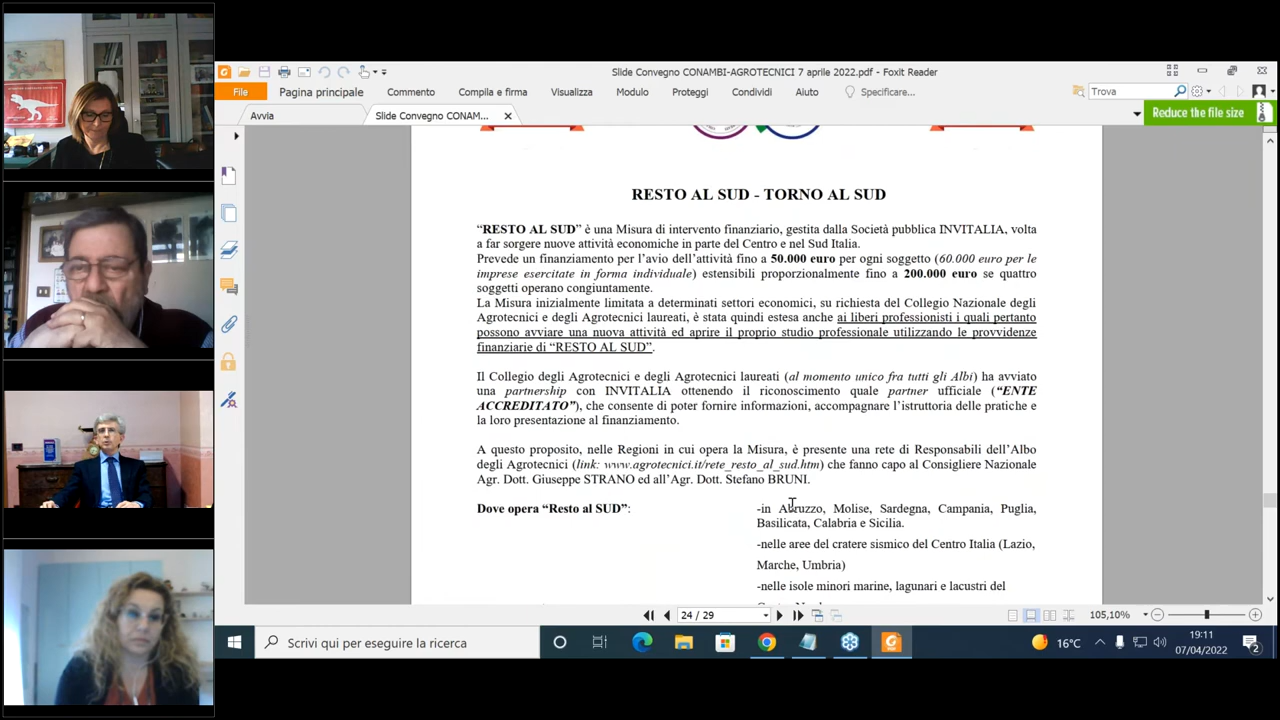 Slide Convegno CONAMBI-AGROTECNICI 7 aprile 2022.pdf - Foxit Reader
File Pagina principale Commento Compila e firma Visualizza Modulo Proteggi Condividi Aiuto Specificare... Trova
Avvia Slide Convegno CONAM... Reduce the file size
RESTO AL SUD - TORNO AL SUD
“RESTO AL SUD” è una Misura di intervento finanziario, gestita dalla Società pubblica INVITALIA, volta
a far sorgere nuove attività economiche in parte del Centro e nel Sud Italia.
Prevede un finanziamento per l’avio dell’attività fino a 50.000 euro per ogni soggetto (60.000 euro per le
imprese esercitate in forma individuale) estensibili proporzionalmente fino a 200.000 euro se quattro
soggetti operano congiuntamente.
La Misura inizialmente limitata a determinati settori economici, su richiesta del Collegio Nazionale degli
Agrotecnici e degli Agrotecnici laureati, è stata quindi estesa anche ai liberi professionisti i quali pertanto
possono avviare una nuova attività ed aprire il proprio studio professionale utilizzando le provvidenze
finanziarie di “RESTO AL SUD”.
Il Collegio degli Agrotecnici e degli Agrotecnici laureati (al momento unico fra tutti gli Albi) ha avviato
una partnership con INVITALIA ottenendo il riconoscimento quale partner ufficiale (“ENTE
ACCREDITATO”), che consente di poter fornire informazioni, accompagnare l’istruttoria delle pratiche e
la loro presentazione al finanziamento.
A questo proposito, nelle Regioni in cui opera la Misura, è presente una rete di Responsabili dell’Albo
degli Agrotecnici (link: www.agrotecnici.it/rete_resto_al_sud.htm) che fanno capo al Consigliere Nazionale
Agr. Dott. Giuseppe STRANO ed all’Agr. Dott. Stefano BRUNI.
Dove opera “Resto al SUD”: -in Abruzzo, Molise, Sardegna, Campania, Puglia,
Basilicata, Calabria e Sicilia.
-nelle aree del cratere sismico del Centro Italia (Lazio,
Marche, Umbria)
-nelle isole minori marine, lagunari e lacustri del
24 / 29 105,10%
Scrivi qui per eseguire la ricerca 16°C 19:11
07/04/2022 2